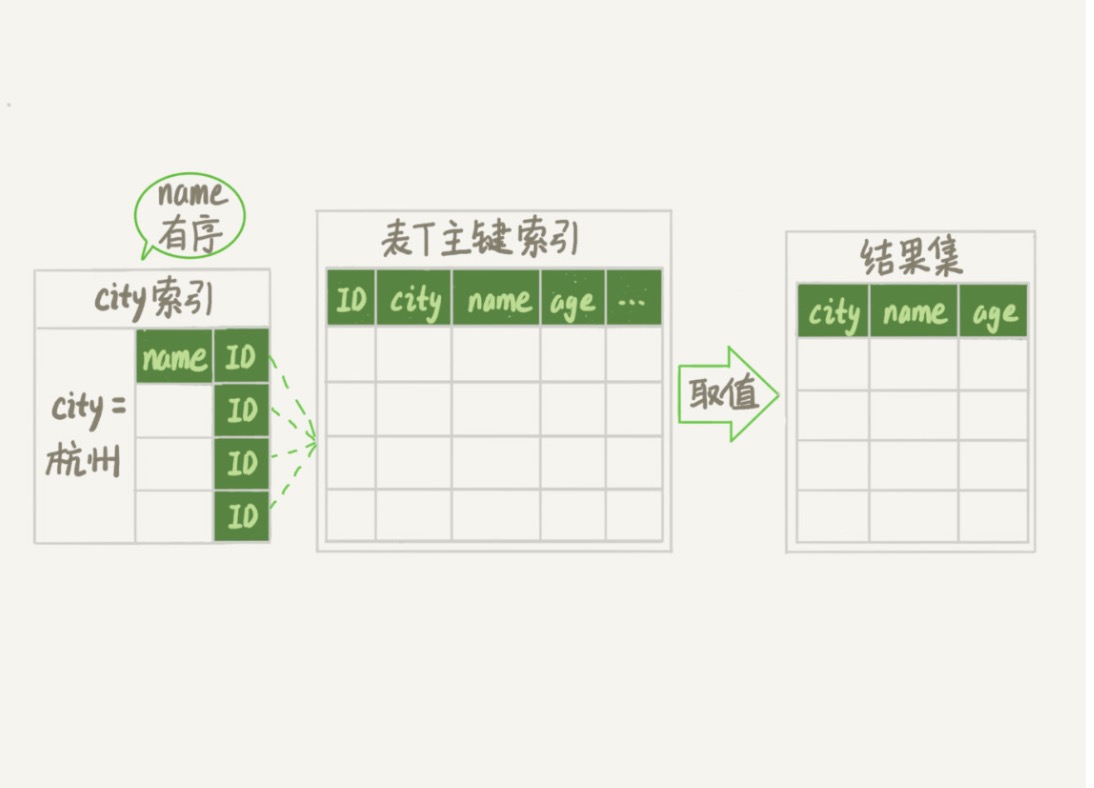 name
有序
city索引
name ID
city =
杭州
ID
ID
ID
表T主键索引
ID city name age ...
取值
结果集
city name age